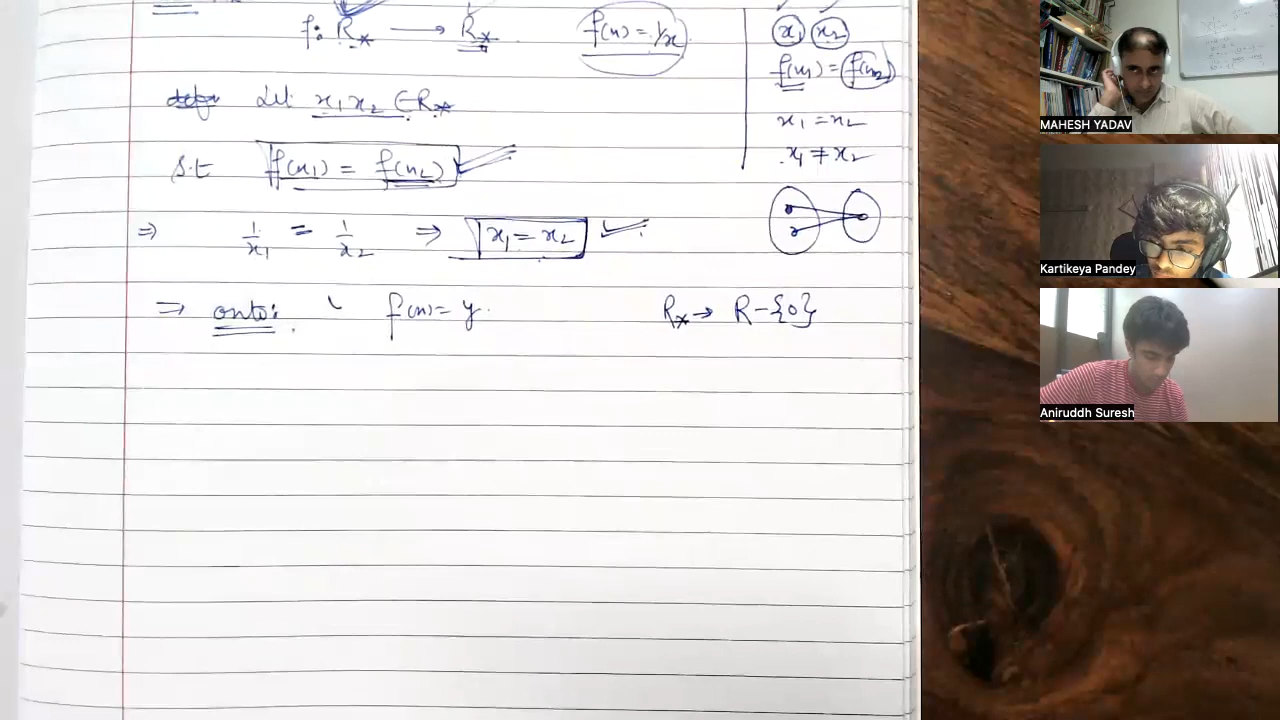 f: R* → R* f(x) = 1/x
Let x1 x2 ∈ R*
s.t f(x1) = f(x2)
⇒ 1/x1 = 1/x2 ⇒ x1 = x2
⇒ onto: f(x) = y. R* → R-{0}
x1 x2
f(x1) = f(x2)
x1 = x2
x1 ≠ x2
MAHESH YADAV
Kartikeya Pandey
Aniruddh Suresh